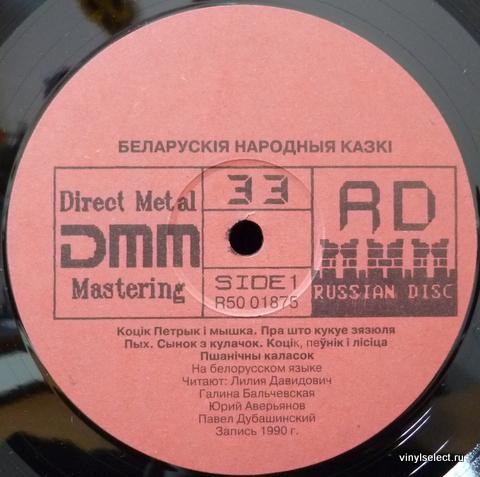 БЕЛАРУСКІЯ НАРОДНЫЯ КАЗКІ
Direct Metal
DMM
Mastering
33
SIDE 1
R50 01875
RD
RUSSIAN DISC
Коцік Петрык і мышка. Пра што кукуе зязюля
Пых. Сынок з кулачок. Коцік, пеўнік і лісіца
Пшанічны каласок
На белорусском языке
Читают: Лилия Давидович
Галина Бальчевская
Юрий Аверьянов
Павел Дубашинский
Запись 1990 г.
vinylselect.ru